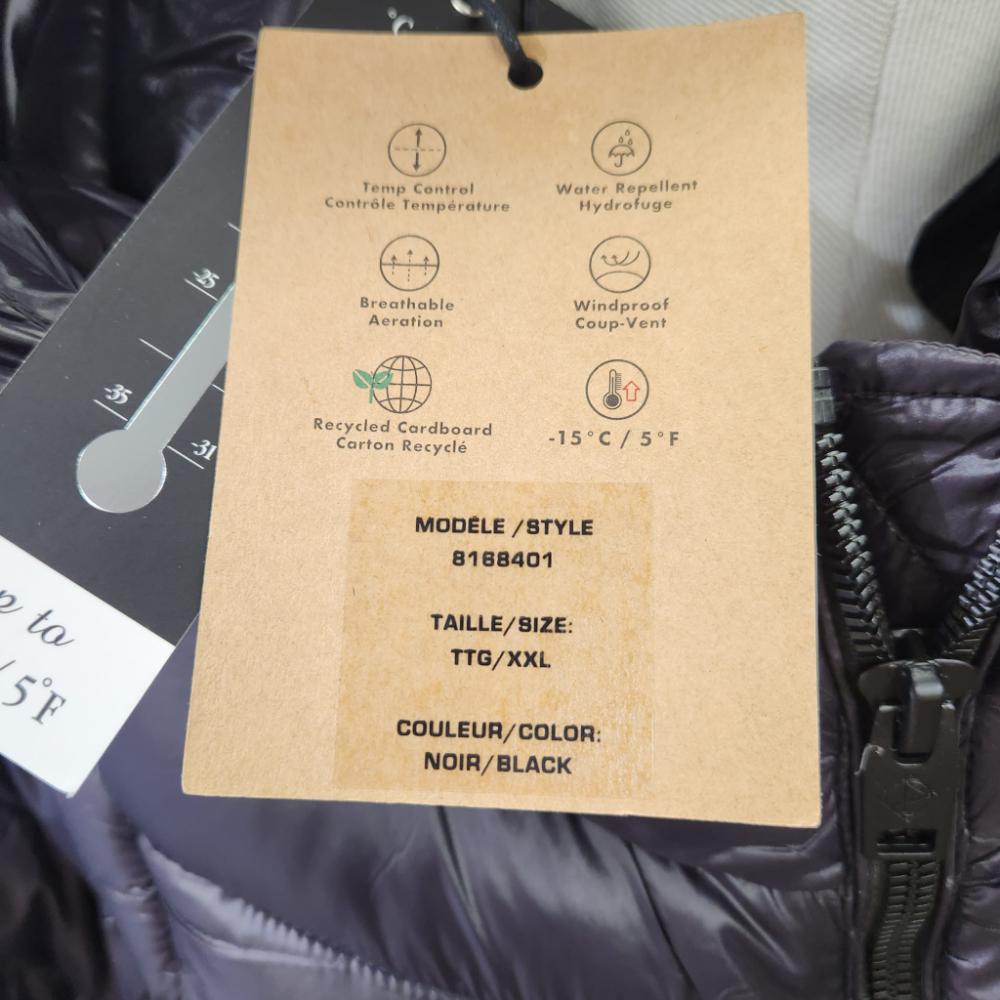 °C
Temp Control
Contrôle Température
Water Repellent
Hydrofuge
Breathable
Aeration
Windproof
Coup-Vent
Recycled Cardboard
Carton Recyclé
-15°C / 5°F
MODÈLE /STYLE
8168401
TAILLE/SIZE:
TTG/XXL
COULEUR/COLOR:
NOIR/BLACK
-25
-35
-31
to
/ 5°F